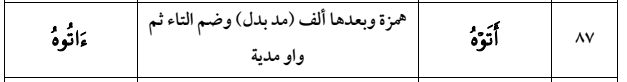 ٨٧ أَتَوۡهُ همزة وبعدها ألف (مد بدل) وضم التاء ثم ءَاتُوهُ
واو مدية